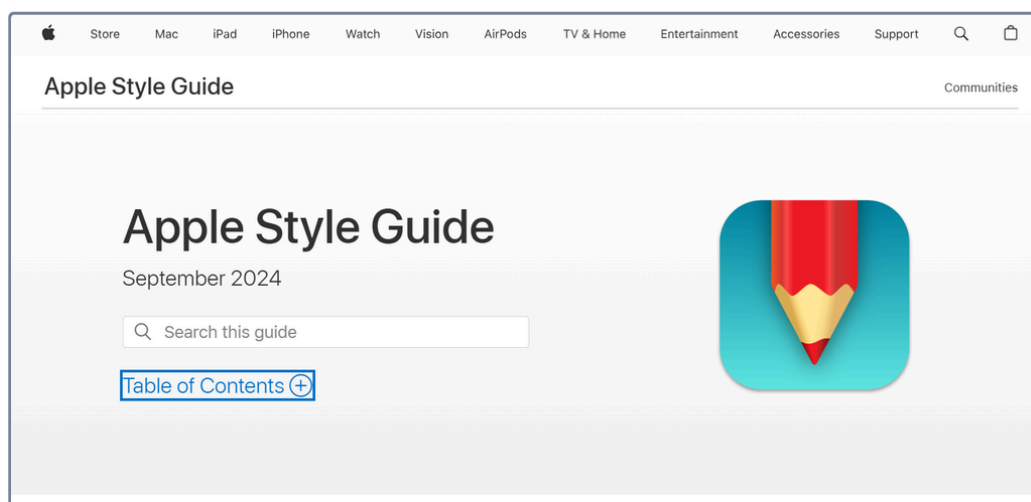 Store Mac iPad iPhone Watch Vision AirPods TV & Home Entertainment Accessories Support
Apple Style Guide Communities
Apple Style Guide
September 2024
Search this guide
Table of Contents